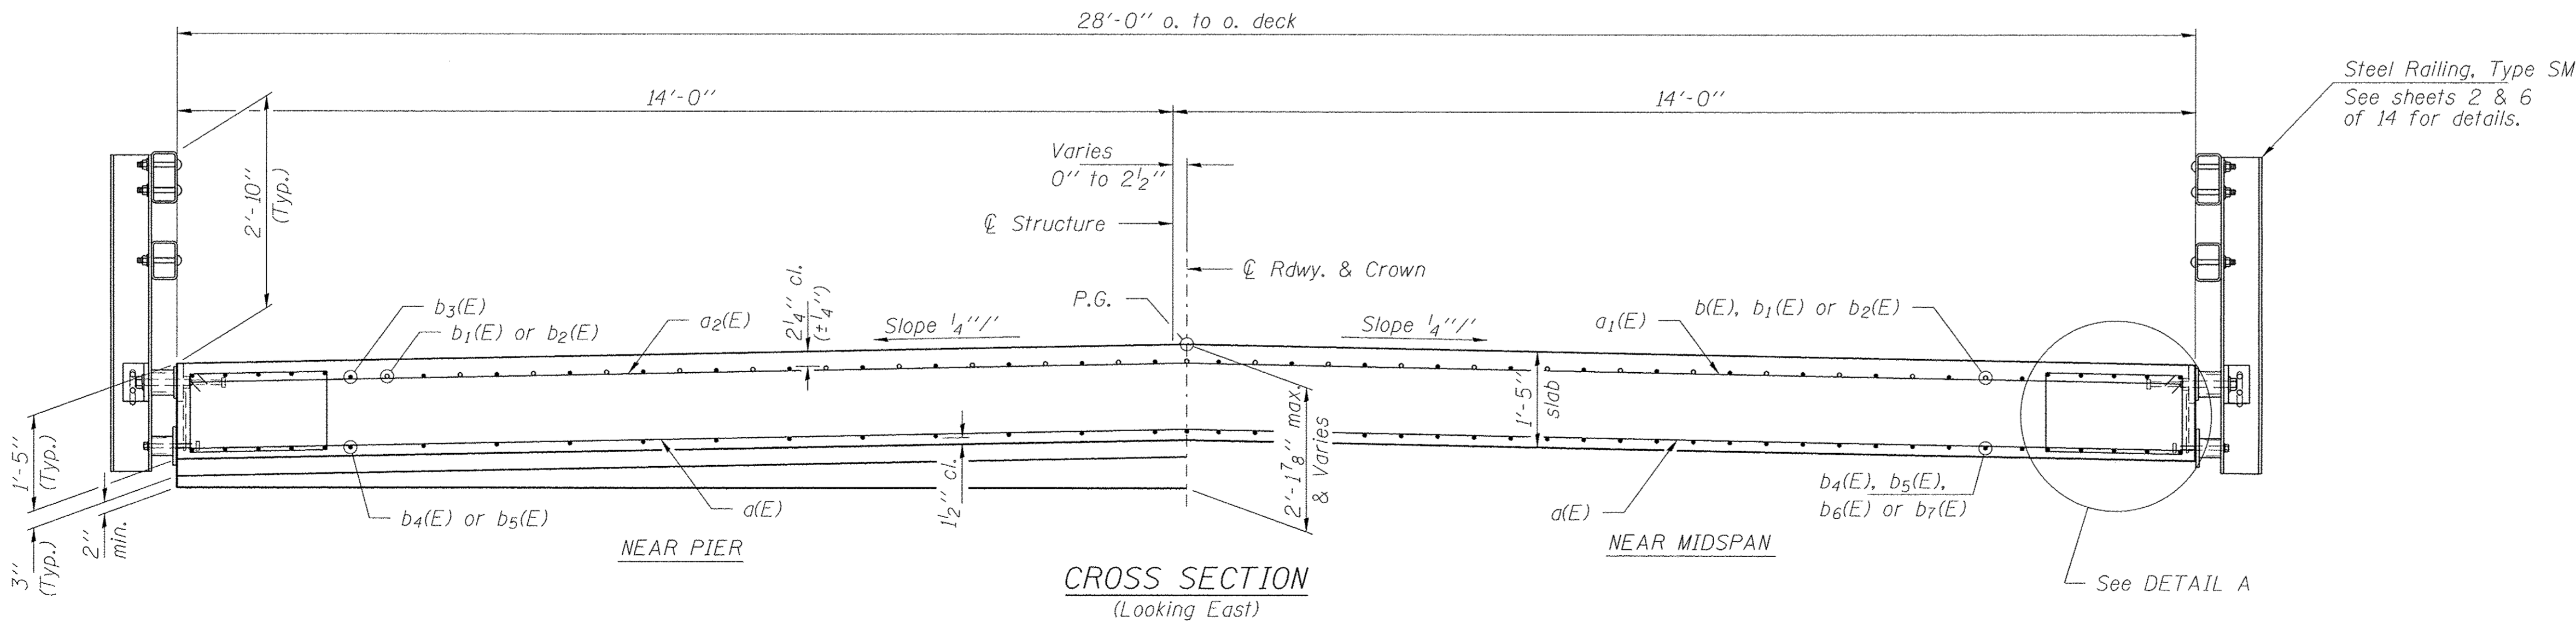 28'-0" o. to o. deck
14'-0"
14'-0"
Steel Railing, Type SM
See sheets 2 & 6
of 14 for details.
Varies
0" to 2½"
℄ Structure
2'-10"
(Typ.)
℄ Rdwy. & Crown
P.G.
b3(E)
b1(E) or b2(E)
a2(E)
2¼" cl.
(±¼")
Slope ¼"/'
Slope ¼"/'
a1(E)
b(E), b1(E) or b2(E)
1'-5"
slab
1'-5"
(Typ.)
3"
(Typ.)
2"
min.
b4(E) or b5(E)
a(E)
1½" cl.
2'-1⅞" max.
& Varies
a(E)
b4(E), b5(E),
b6(E) or b7(E)
NEAR PIER
NEAR MIDSPAN
See DETAIL A
CROSS SECTION
(Looking East)